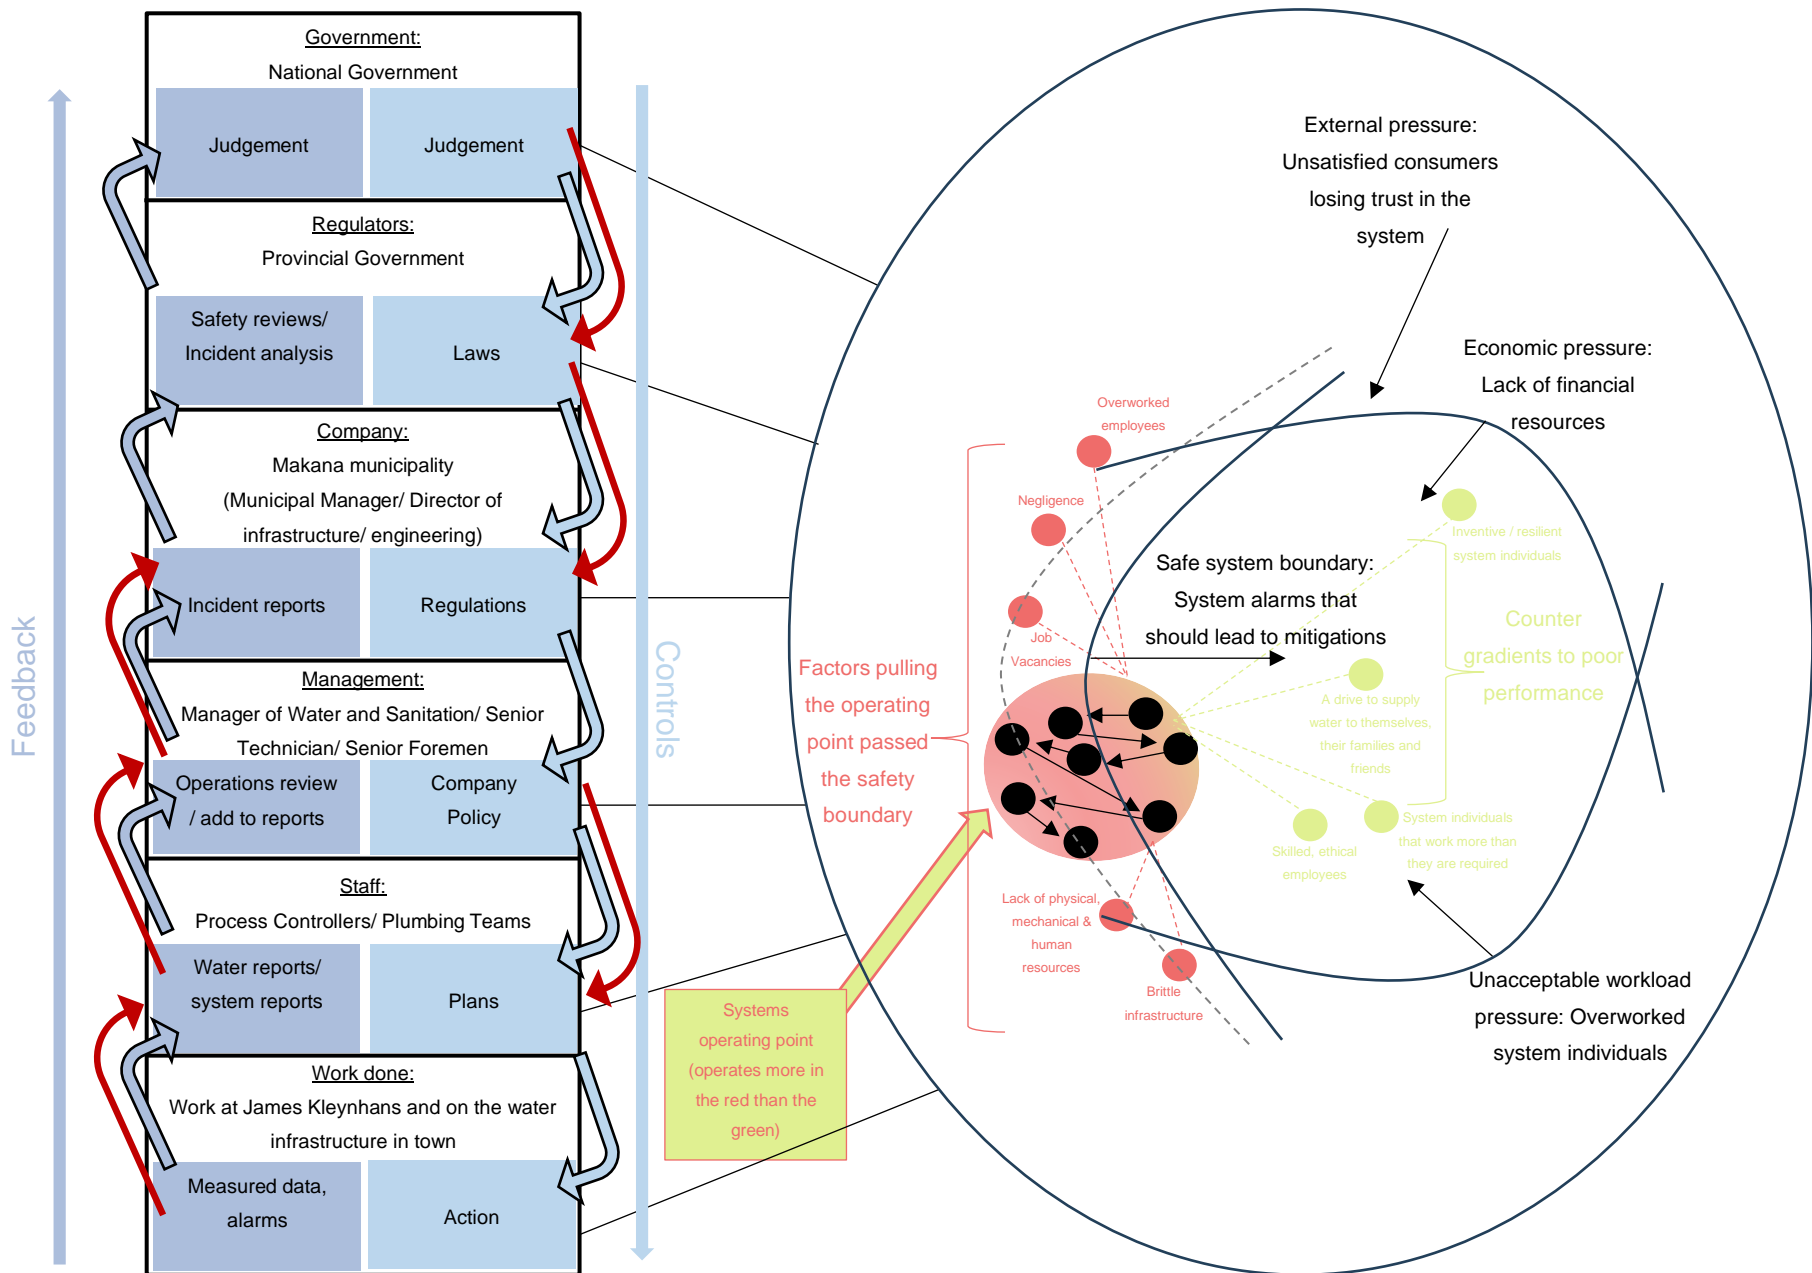 Feedback
Government:
National Government
Judgement
Judgement
Regulators:
Provincial Government
Safety reviews/
Incident analysis
Laws
Company:
Makana municipality
(Municipal Manager/ Director of
infrastructure/ engineering)
Incident reports
Regulations
Management:
Manager of Water and Sanitation/ Senior
Technician/ Senior Foremen
Operations review
/ add to reports
Company
Policy
Staff:
Process Controllers/ Plumbing Teams
Water reports/
system reports
Plans
Work done:
Work at James Kleynhans and on the water
infrastructure in town
Measured data,
alarms
Action
Controls
Systems
operating point
(operates more in
the red than the
green)
Factors pulling
the operating
point passed
the safety
boundary
Overworked
employees
Negligence
Job
Vacancies
Lack of physical,
mechanical &
human
resources
Brittle
infrastructure
External pressure:
Unsatisfied consumers
losing trust in the
system
Economic pressure:
Lack of financial
resources
Safe system boundary:
System alarms that
should lead to mitigations
Inventive / resilient
system individuals
Counter
gradients to poor
performance
A drive to supply
water to themselves,
their families and
friends
Skilled, ethical
employees
System individuals
that work more than
they are required
Unacceptable workload
pressure: Overworked
system individuals